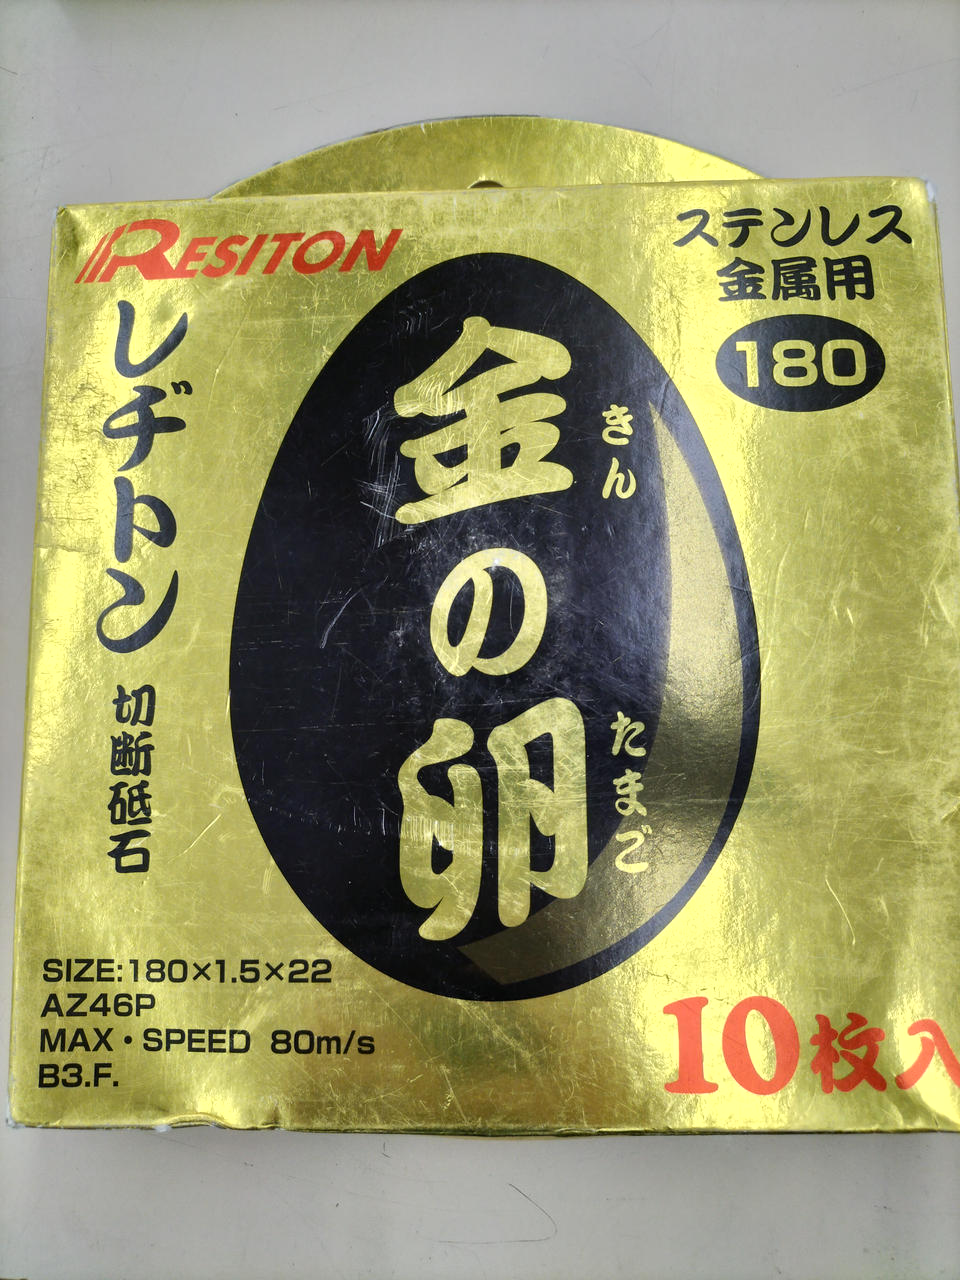 RESITON
レヂトン
切断砥石
ステンレス
金属用
180
金の卵
きん
たまご
SIZE:180×1.5×22
AZ46P
MAX・SPEED 80m/s
B3.F.
10枚入